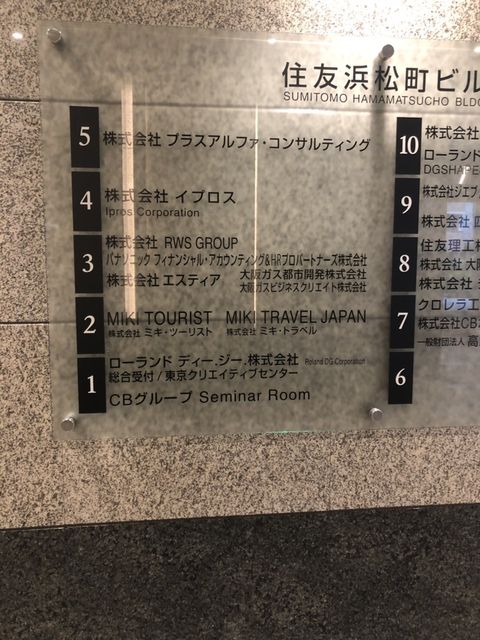 住友浜松町ビル
SUMITOMO HAMAMATSUCHO BLDG
5 株式会社 プラスアルファ・コンサルティング
4 株式会社 イプロス
Ipros Corporation
3 株式会社 RWS GROUP
パナソニック フィナンシャル・アカウンティング&HRプロパートナーズ株式会社
株式会社 エスティア 大阪ガス都市開発株式会社
大阪ガスビジネスクリエイト株式会社
2 MIKI TOURIST MIKI TRAVEL JAPAN
株式会社 ミキ・ツーリスト 株式会社 ミキ・トラベル
1 ローランド ディー.ジー.株式会社 Roland DG Corporation
総合受付 / 東京クリエイティブセンター
CBグループ Seminar Room
10 株式会社
ローランド
DGSHAPE
9 株式会社ジェブ
株式会社
8 住友理工
株式会社 大
株式会社
7 クロレラ工
株式会社CB
一般財団法人 高
6